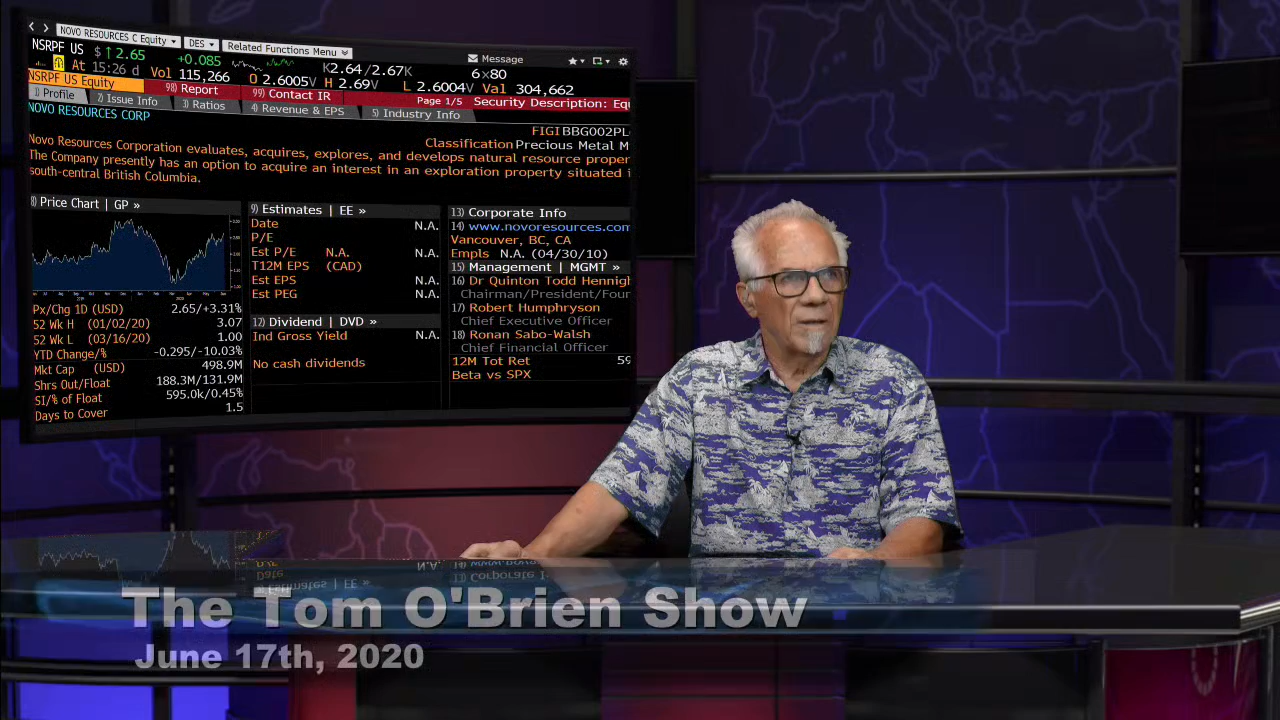 NOVO RESOURCES C Equity DES Related Functions Menu
NSRPF US $ ↑ 2.65 +0.085 K2.64/2.67K Message
At 15:26 d Vol 115,266 O 2.6005V H 2.69V L 2.6004V Val 304,662 6×80
NSRPF US Equity 98) Report 99) Contact IR Page 1/5 Security Description: Equ
1) Profile 2) Issue Info 3) Ratios 4) Revenue & EPS 5) Industry Info
NOVO RESOURCES CORP
FIGI BBG002PL
Classification Precious Metal M
Novo Resources Corporation evaluates, acquires, explores, and develops natural resource proper
The Company presently has an option to acquire an interest in an exploration property situated i
south-central British Columbia.
8) Price Chart | GP »
Px/Chg 1D (USD) 2.65/+3.31%
52 Wk H (01/02/20) 3.07
52 Wk L (03/16/20) 1.00
YTD Change/% -0.295/-10.03%
Mkt Cap (USD) 498.9M
Shrs Out/Float 188.3M/131.9M
SI/% of Float 595.0k/0.45%
Days to Cover 1.5
9) Estimates | EE »
Date N.A.
P/E
Est P/E N.A. N.A.
T12M EPS (CAD)
Est EPS N.A.
Est PEG N.A.
12) Dividend | DVD »
Ind Gross Yield N.A.
No cash dividends
13) Corporate Info
14) www.novoresources.com
Vancouver, BC, CA
Empls N.A. (04/30/10)
15) Management | MGMT »
16) Dr Quinton Todd Hennigh
Chairman/President/Foun
17) Robert Humphryson
Chief Executive Officer
18) Ronan Sabo-Walsh
Chief Financial Officer
12M Tot Ret 59
Beta vs SPX
The Tom O'Brien Show
June 17th, 2020